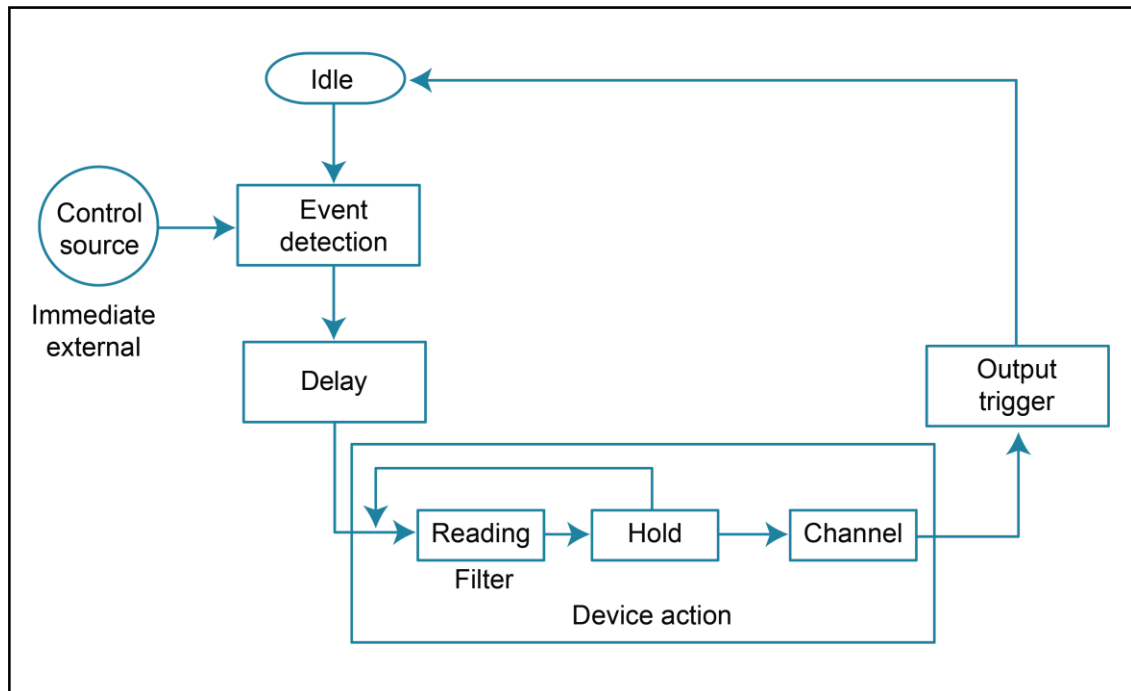 Idle
Control
source
Immediate
external
Event
detection
Delay
Output
trigger
Reading
Hold
Channel
Filter
Device action